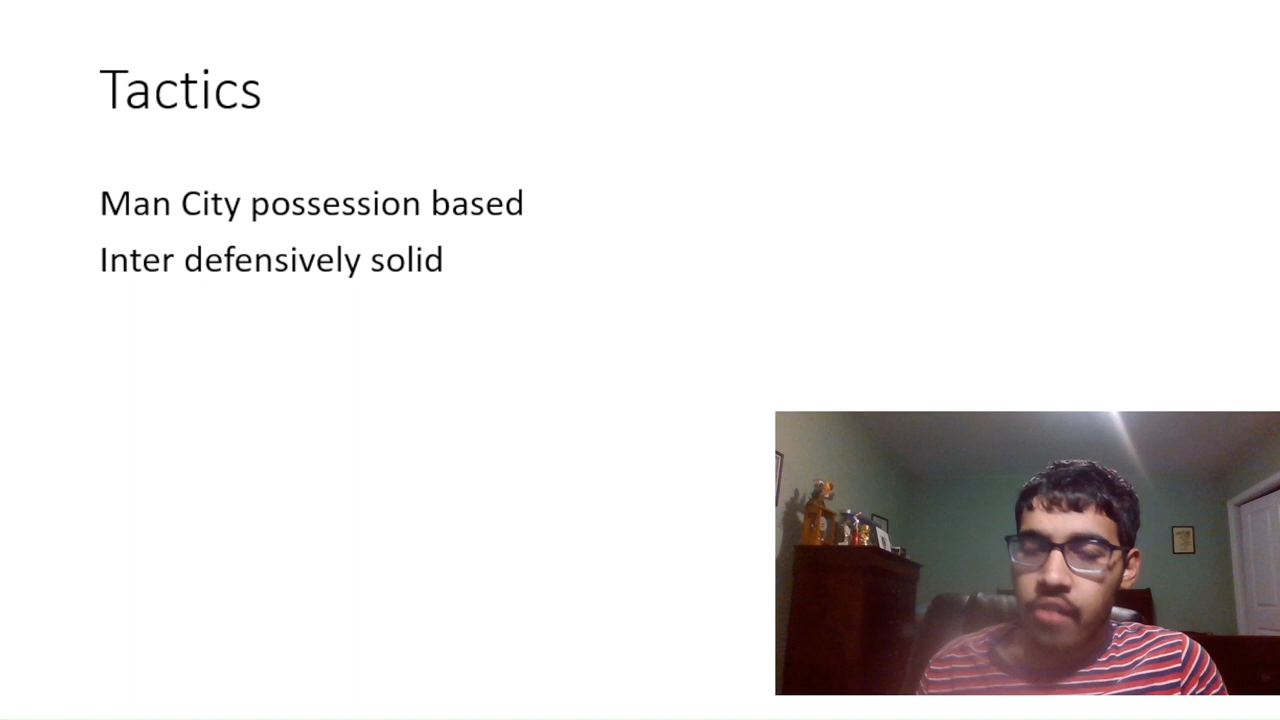 Tactics
Man City possession based
Inter defensively solid